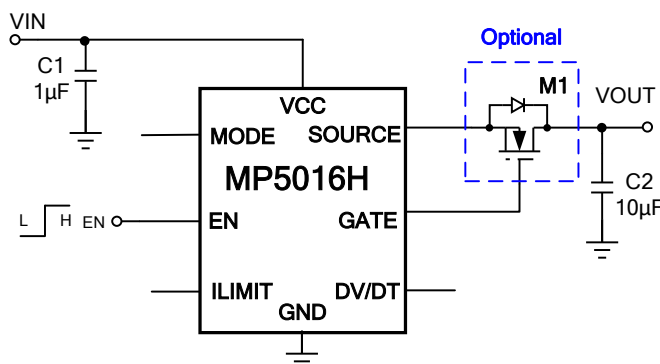 VIN
Optional
C1
1µF
M1
VOUT
VCC
MODE
SOURCE
MP5016H
C2
10µF
L
H
EN
EN
GATE
ILIMIT
DV/DT
GND